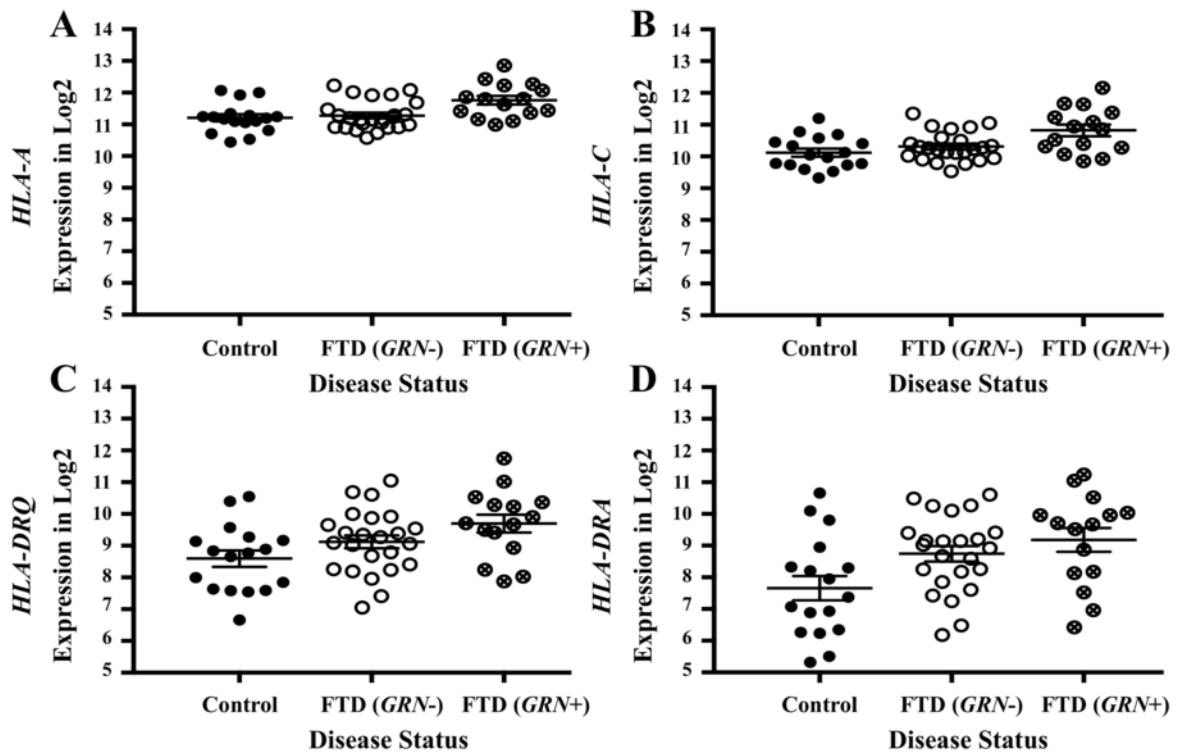 A
HLA-A
Expression in Log2
14
13
12
11
10
9
8
7
6
5
Control FTD (GRN-) FTD (GRN+)
Disease Status
B
HLA-C
Expression in Log2
14
13
12
11
10
9
8
7
6
5
Control FTD (GRN-) FTD (GRN+)
Disease Status
C
HLA-DRQ
Expression in Log2
14
13
12
11
10
9
8
7
6
5
Control FTD (GRN-) FTD (GRN+)
Disease Status
D
HLA-DRA
Expression in Log2
14
13
12
11
10
9
8
7
6
5
Control FTD (GRN-) FTD (GRN+)
Disease Status